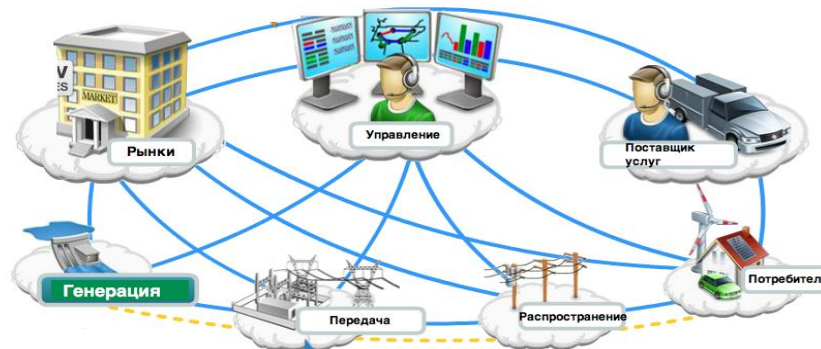 MARKET
Рынки
Управление
Поставщик
услуг
Генерация
Передача
Распространение
Потребител